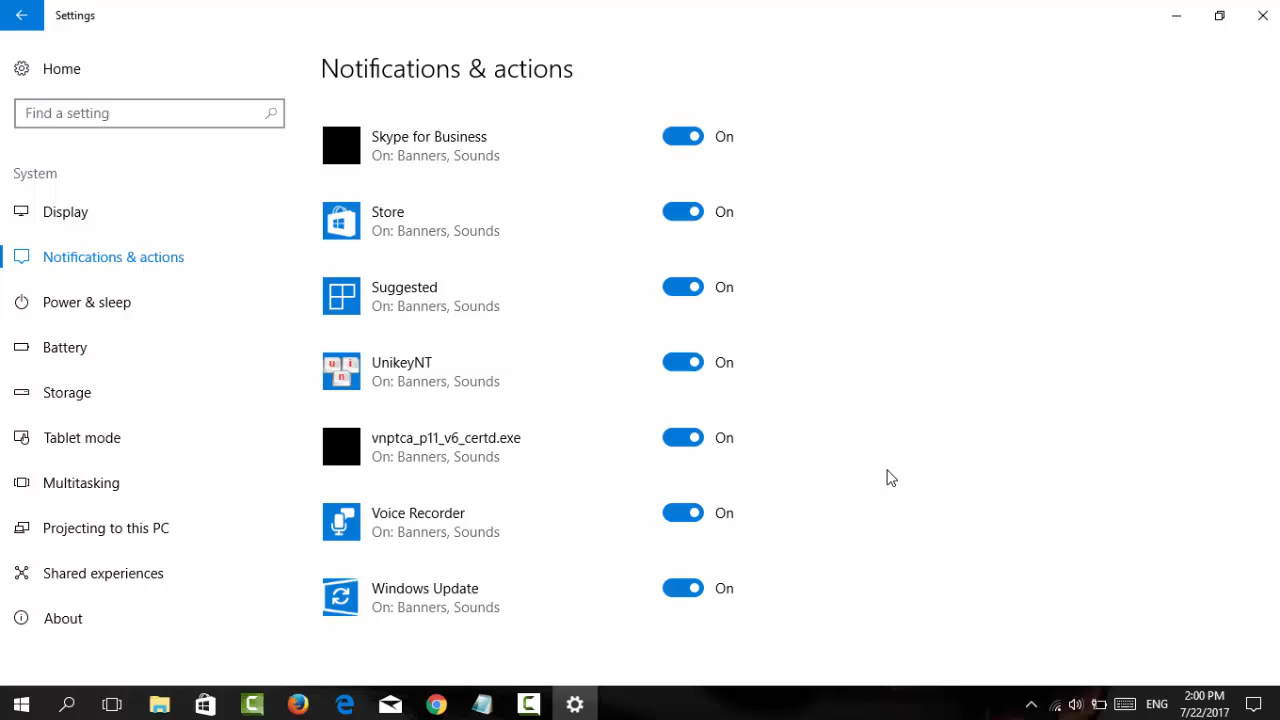 Settings
Home
Find a setting
System
Display
Notifications & actions
Power & sleep
Battery
Storage
Tablet mode
Multitasking
Projecting to this PC
Shared experiences
About
Notifications & actions
Skype for Business
On: Banners, Sounds
On
Store
On: Banners, Sounds
On
Suggested
On: Banners, Sounds
On
UnikeyNT
On: Banners, Sounds
On
u i
n
vnptca_p11_v6_certd.exe
On: Banners, Sounds
On
Voice Recorder
On: Banners, Sounds
On
Windows Update
On: Banners, Sounds
On
ENG
2:00 PM
7/22/2017